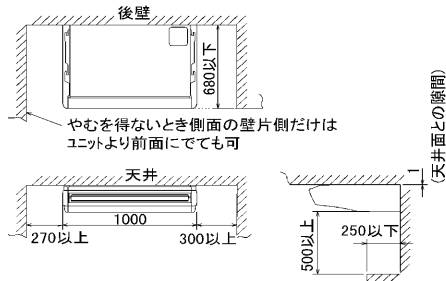 後壁
680以下
やむを得ないとき側面の壁片側だけは
ユニットより前面にでても可
天井
1000
270以上
300以上
1
(天井面との隙間)
500以上
250以下